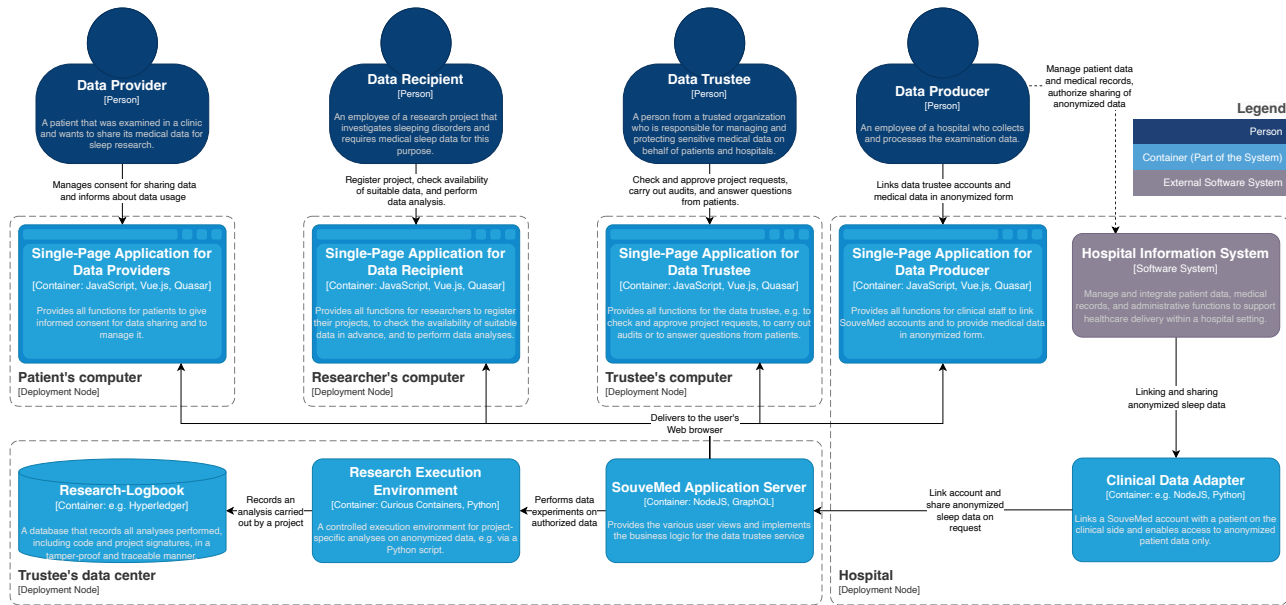 Data Provider
[Person]
A patient that was examined in a clinic
and wants to share its medical data for
sleep research.
Data Recipient
[Person]
An employee of a research project that
investigates sleeping disorders and
requires medical sleep data for this
purpose.
Data Trustee
[Person]
A person from a trusted organization
who is responsible for managing and
protecting sensitive medical data on
behalf of patients and hospitals.
Data Producer
[Person]
An employee of a hospital who collects
and processes the examination data.
Manage patient data
and medical records,
authorize sharing of
anonymized data
Legend
Person
Container (Part of the System)
External Software System
Manages consent for sharing data
and informs about data usage
Register project, check availability
of suitable data, and perform
data analysis.
Check and approve project requests,
carry out audits, and answer questions
from patients.
Links data trustee accounts and
medical data in anonymized form
Single-Page Application for
Data Providers
[Container: JavaScript, Vue.js, Quasar]
Provides all functions for patients to give
informed consent for data sharing and to
manage it.
Patient's computer
[Deployment Node]
Single-Page Application for
Data Recipient
[Container: JavaScript, Vue.js, Quasar]
Provides all functions for researchers to register
their projects, to check the availability of suitable
data in advance, and to perform data analyses.
Researcher's computer
[Deployment Node]
Single-Page Application for
Data Trustee
[Container: JavaScript, Vue.js, Quasar]
Provides all functions for the data trustee, e.g. to
check and approve project requests, to carry out
audits or to answer questions from patients.
Trustee's computer
[Deployment Node]
Single-Page Application for
Data Producer
[Container: JavaScript, Vue.js, Quasar]
Provides all functions for clinical staff to link
SouveMed accounts and to provide medical data
in anonymized form.
Hospital Information System
[Software System]
Manage and integrate patient data, medical
records, and administrative functions to support
healthcare delivery within a hospital setting.
Delivers to the user's
Web browser
Linking and sharing
anonymized sleep data
Research-Logbook
[Container: e.g. Hyperledger]
A database that records all analyses performed,
including code and project signatures, in a
tamper-proof and traceable manner.
Records an
analysis carried
out by a project
Research Execution
Environment
[Container: Curious Containers, Python]
A controlled execution environment for project-
specific analyses on anonymized data, e.g. via a
Python script.
Performs data
experiments on
authorized data
SouveMed Application Server
[Container: NodeJS, GraphQL]
Provides the various user views and implements
the business logic for the data trustee service
Link account and
share anonymized
sleep data on
request
Clinical Data Adapter
[Container: e.g. NodeJS, Python]
Links a SouveMed account with a patient on the
clinical side and enables access to anonymized
patient data only.
Trustee's data center
[Deployment Node]
Hospital
[Deployment Node]